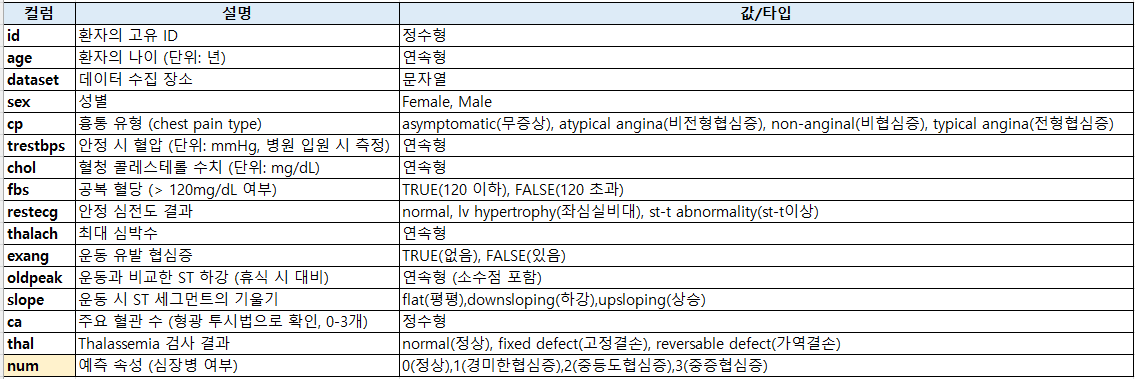 컬럼 설명 값/타입
id 환자의 고유 ID 정수형
age 환자의 나이 (단위: 년) 연속형
dataset 데이터 수집 장소 문자열
sex 성별 Female, Male
cp 흉통 유형 (chest pain type) asymptomatic(무증상), atypical angina(비전형협심증), non-anginal(비협심증), typical angina(전형협심증)
trestbps 안정 시 혈압 (단위: mmHg, 병원 입원 시 측정) 연속형
chol 혈청 콜레스테롤 수치 (단위: mg/dL) 연속형
fbs 공복 혈당 (> 120mg/dL 여부) TRUE(120 이하), FALSE(120 초과)
restecg 안정 심전도 결과 normal, lv hypertrophy(좌심실비대), st-t abnormality(st-t이상)
thalach 최대 심박수 연속형
exang 운동 유발 협심증 TRUE(없음), FALSE(있음)
oldpeak 운동과 비교한 ST 하강 (휴식 시 대비) 연속형 (소수점 포함)
slope 운동 시 ST 세그먼트의 기울기 flat(평평),downsloping(하강),upsloping(상승)
ca 주요 혈관 수 (형광 투시법으로 확인, 0-3개) 정수형
thal Thalassemia 검사 결과 normal(정상), fixed defect(고정결손), reversable defect(가역결손)
num 예측 속성 (심장병 여부) 0(정상),1(경미한협심증),2(중등도협심증),3(중증협심증)